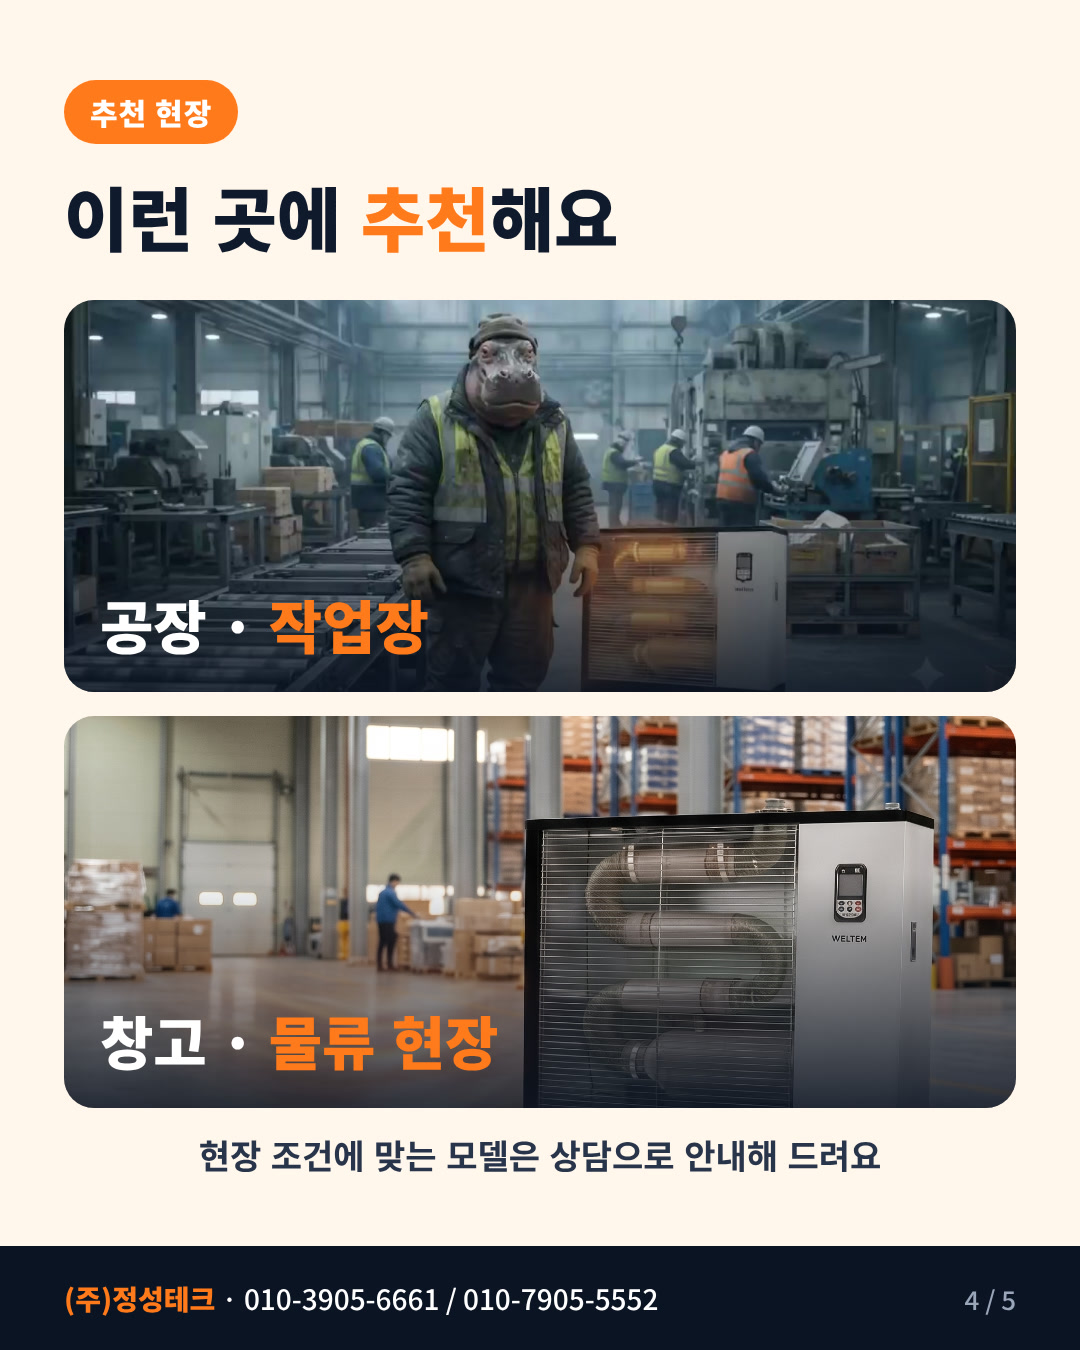 추천 현장
이런 곳에 추천해요
공장 · 작업장
WELTEM
창고 · 물류 현장
현장 조건에 맞는 모델은 상담으로 안내해 드려요
(주)정성테크 · 010-3905-6661 / 010-7905-5552
4 / 5